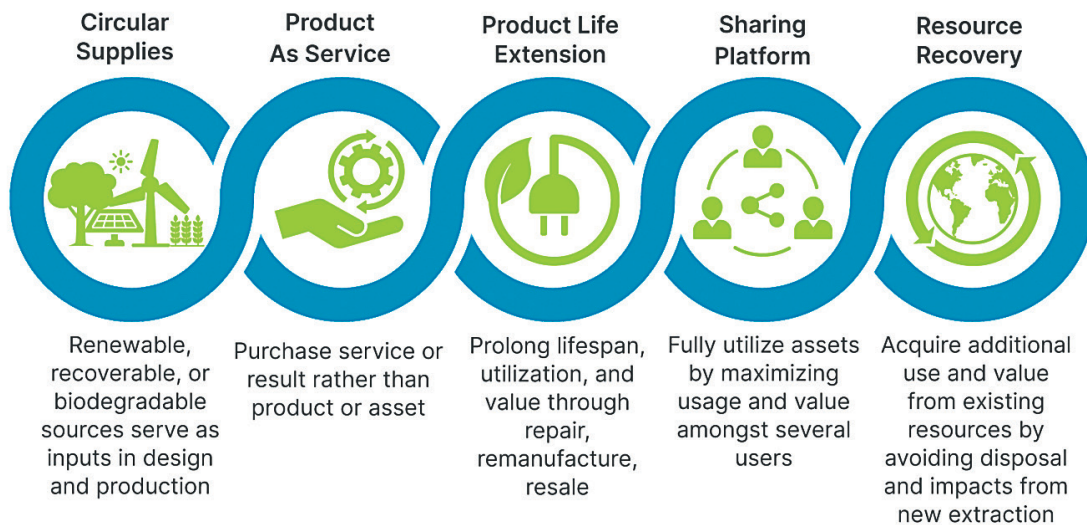 Circular
Supplies
Product
As Service
Product Life
Extension
Sharing
Platform
Resource
Recovery
Renewable,
recoverable, or
biodegradable
sources serve as
inputs in design
and production
Purchase service or
result rather than
product or asset
Prolong lifespan,
utilization, and
value through
repair,
remanufacture,
resale
Fully utilize assets
by maximizing
usage and value
amongst several
users
Acquire additional
use and value
from existing
resources by
avoiding disposal
and impacts from
new extraction